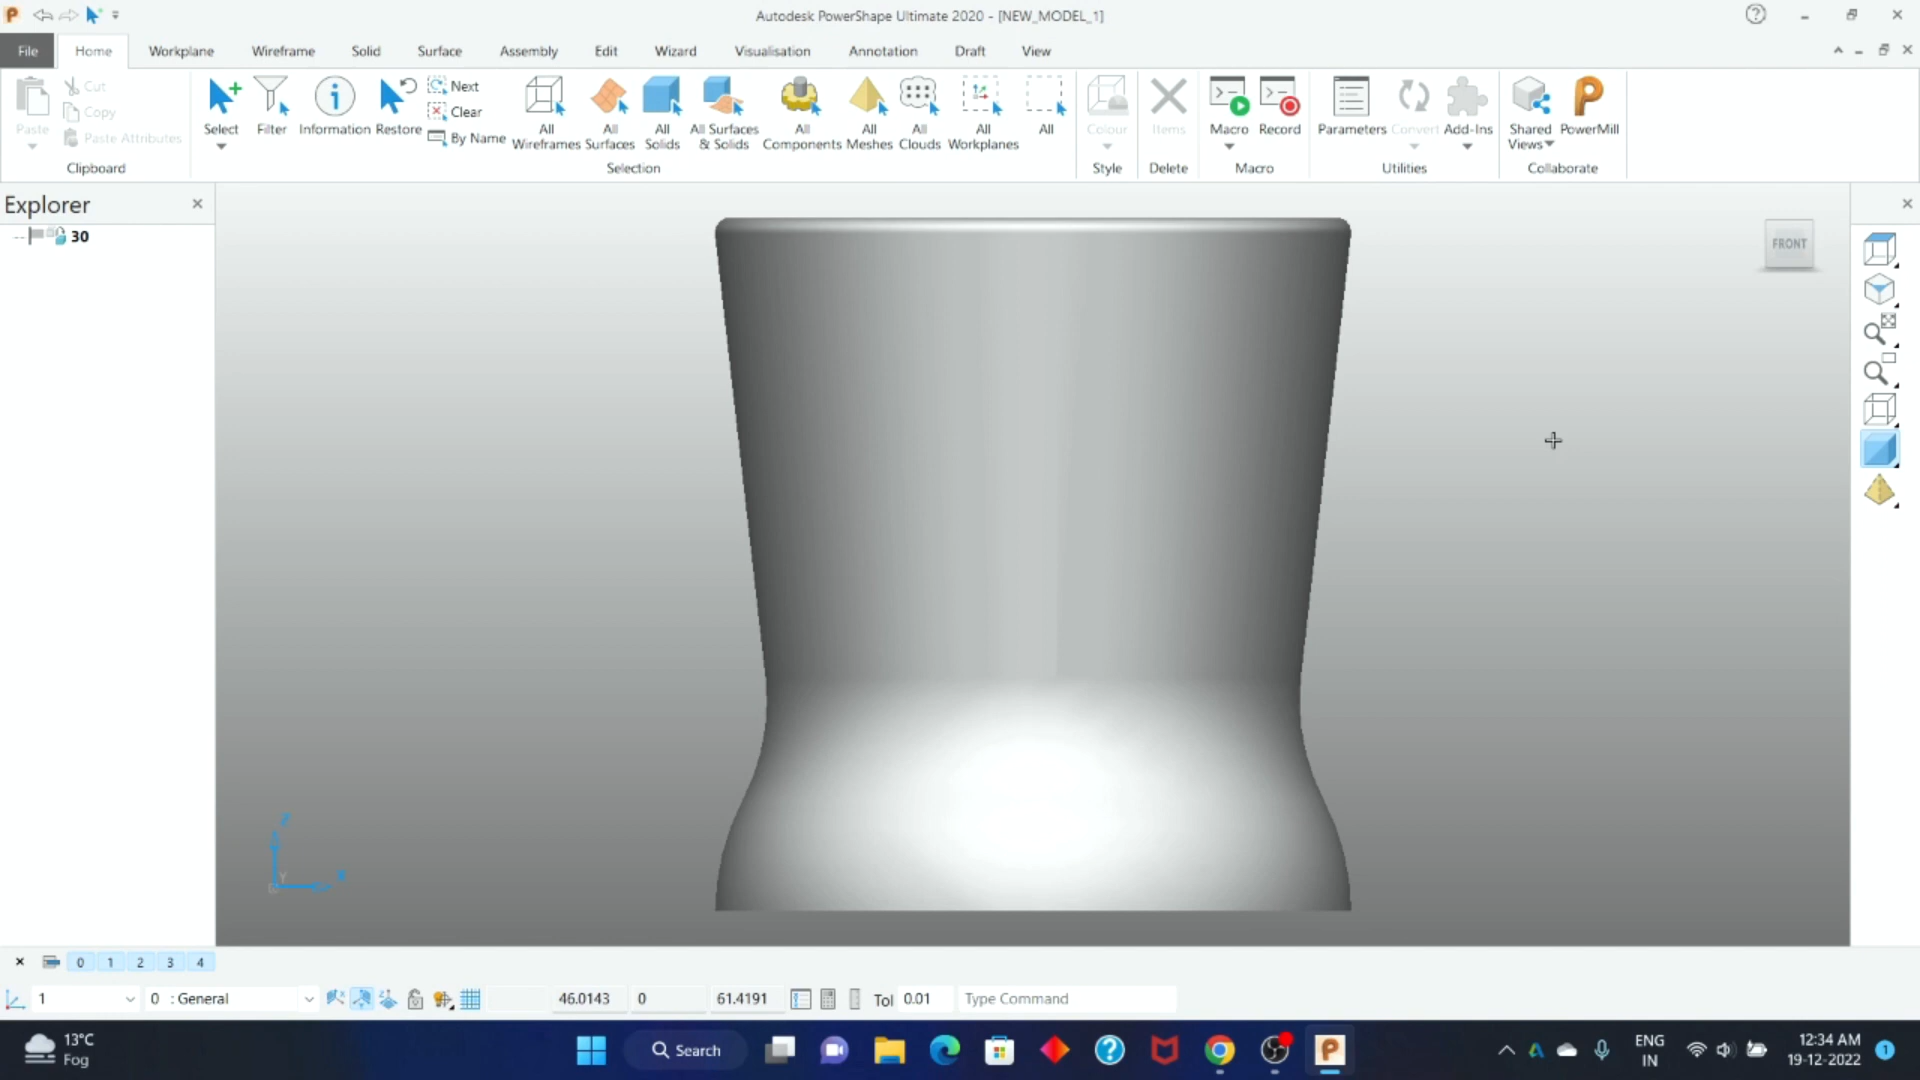 Autodesk PowerShape Ultimate 2020 - [NEW_MODEL_1]
File Home Workplane Wireframe Solid Surface Assembly Edit Wizard Visualisation Annotation Draft View
Paste
Cut
Copy
Paste Attributes
Clipboard
Select
Filter
Information
Restore
Next
Clear
By Name
All Wireframes
All Surfaces
All Solids
All Surfaces & Solids
All Components
All Meshes
All Clouds
All Workplanes
All
Selection
Colour
Style
Items
Delete
Macro
Record
Macro
Parameters
Convert
Add-Ins
Utilities
Shared Views
PowerMill
Collaborate
Explorer
30
FRONT
Z
Y
X
0 1 2 3 4
1 0 : General 46.0143 0 61.4191 Tol 0.01 Type Command
13°C
Fog
Search
ENG
IN
12:34 AM
19-12-2022
1